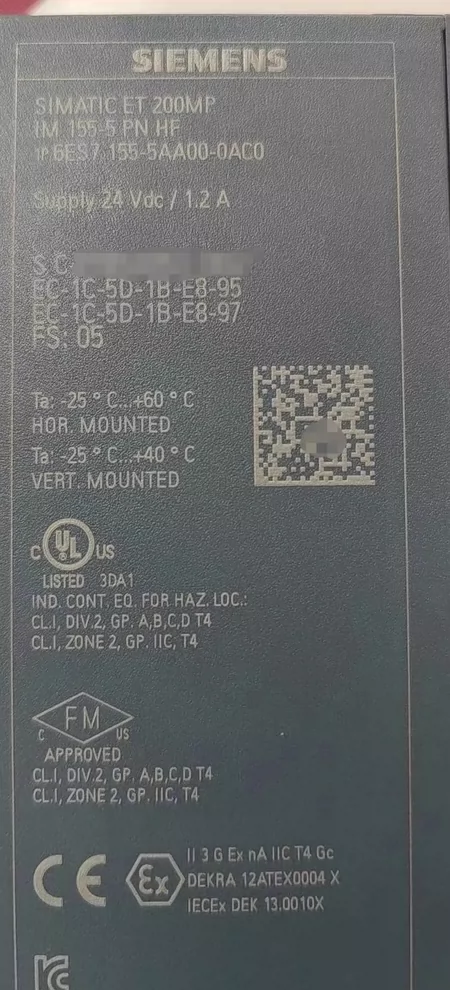 SIEMENS
SIMATIC ET 200MP
IM 155-5 PN HF
1P 6ES7 155-5AA00-0AC0
Supply 24 Vdc / 1.2 A
S C
EC-1C-5D-1B-E8-95
EC-1C-5D-1B-E8-97
FS: 05
Ta: -25 ° C...+60 ° C
HOR. MOUNTED
Ta: -25 ° C...+40 ° C
VERT. MOUNTED
C UL US
LISTED 3DA1
IND. CONT. EQ. FOR HAZ. LOC.:
CL.I, DIV.2, GP. A,B,C,D T4
CL.I, ZONE 2, GP. IIC, T4
C FM US
APPROVED
CL.I, DIV.2, GP. A,B,C,D T4
CL.I, ZONE 2, GP. IIC, T4
CE Ex
II 3 G Ex nA IIC T4 Gc
DEKRA 12ATEX0004 X
IECEx DEK 13.0010X